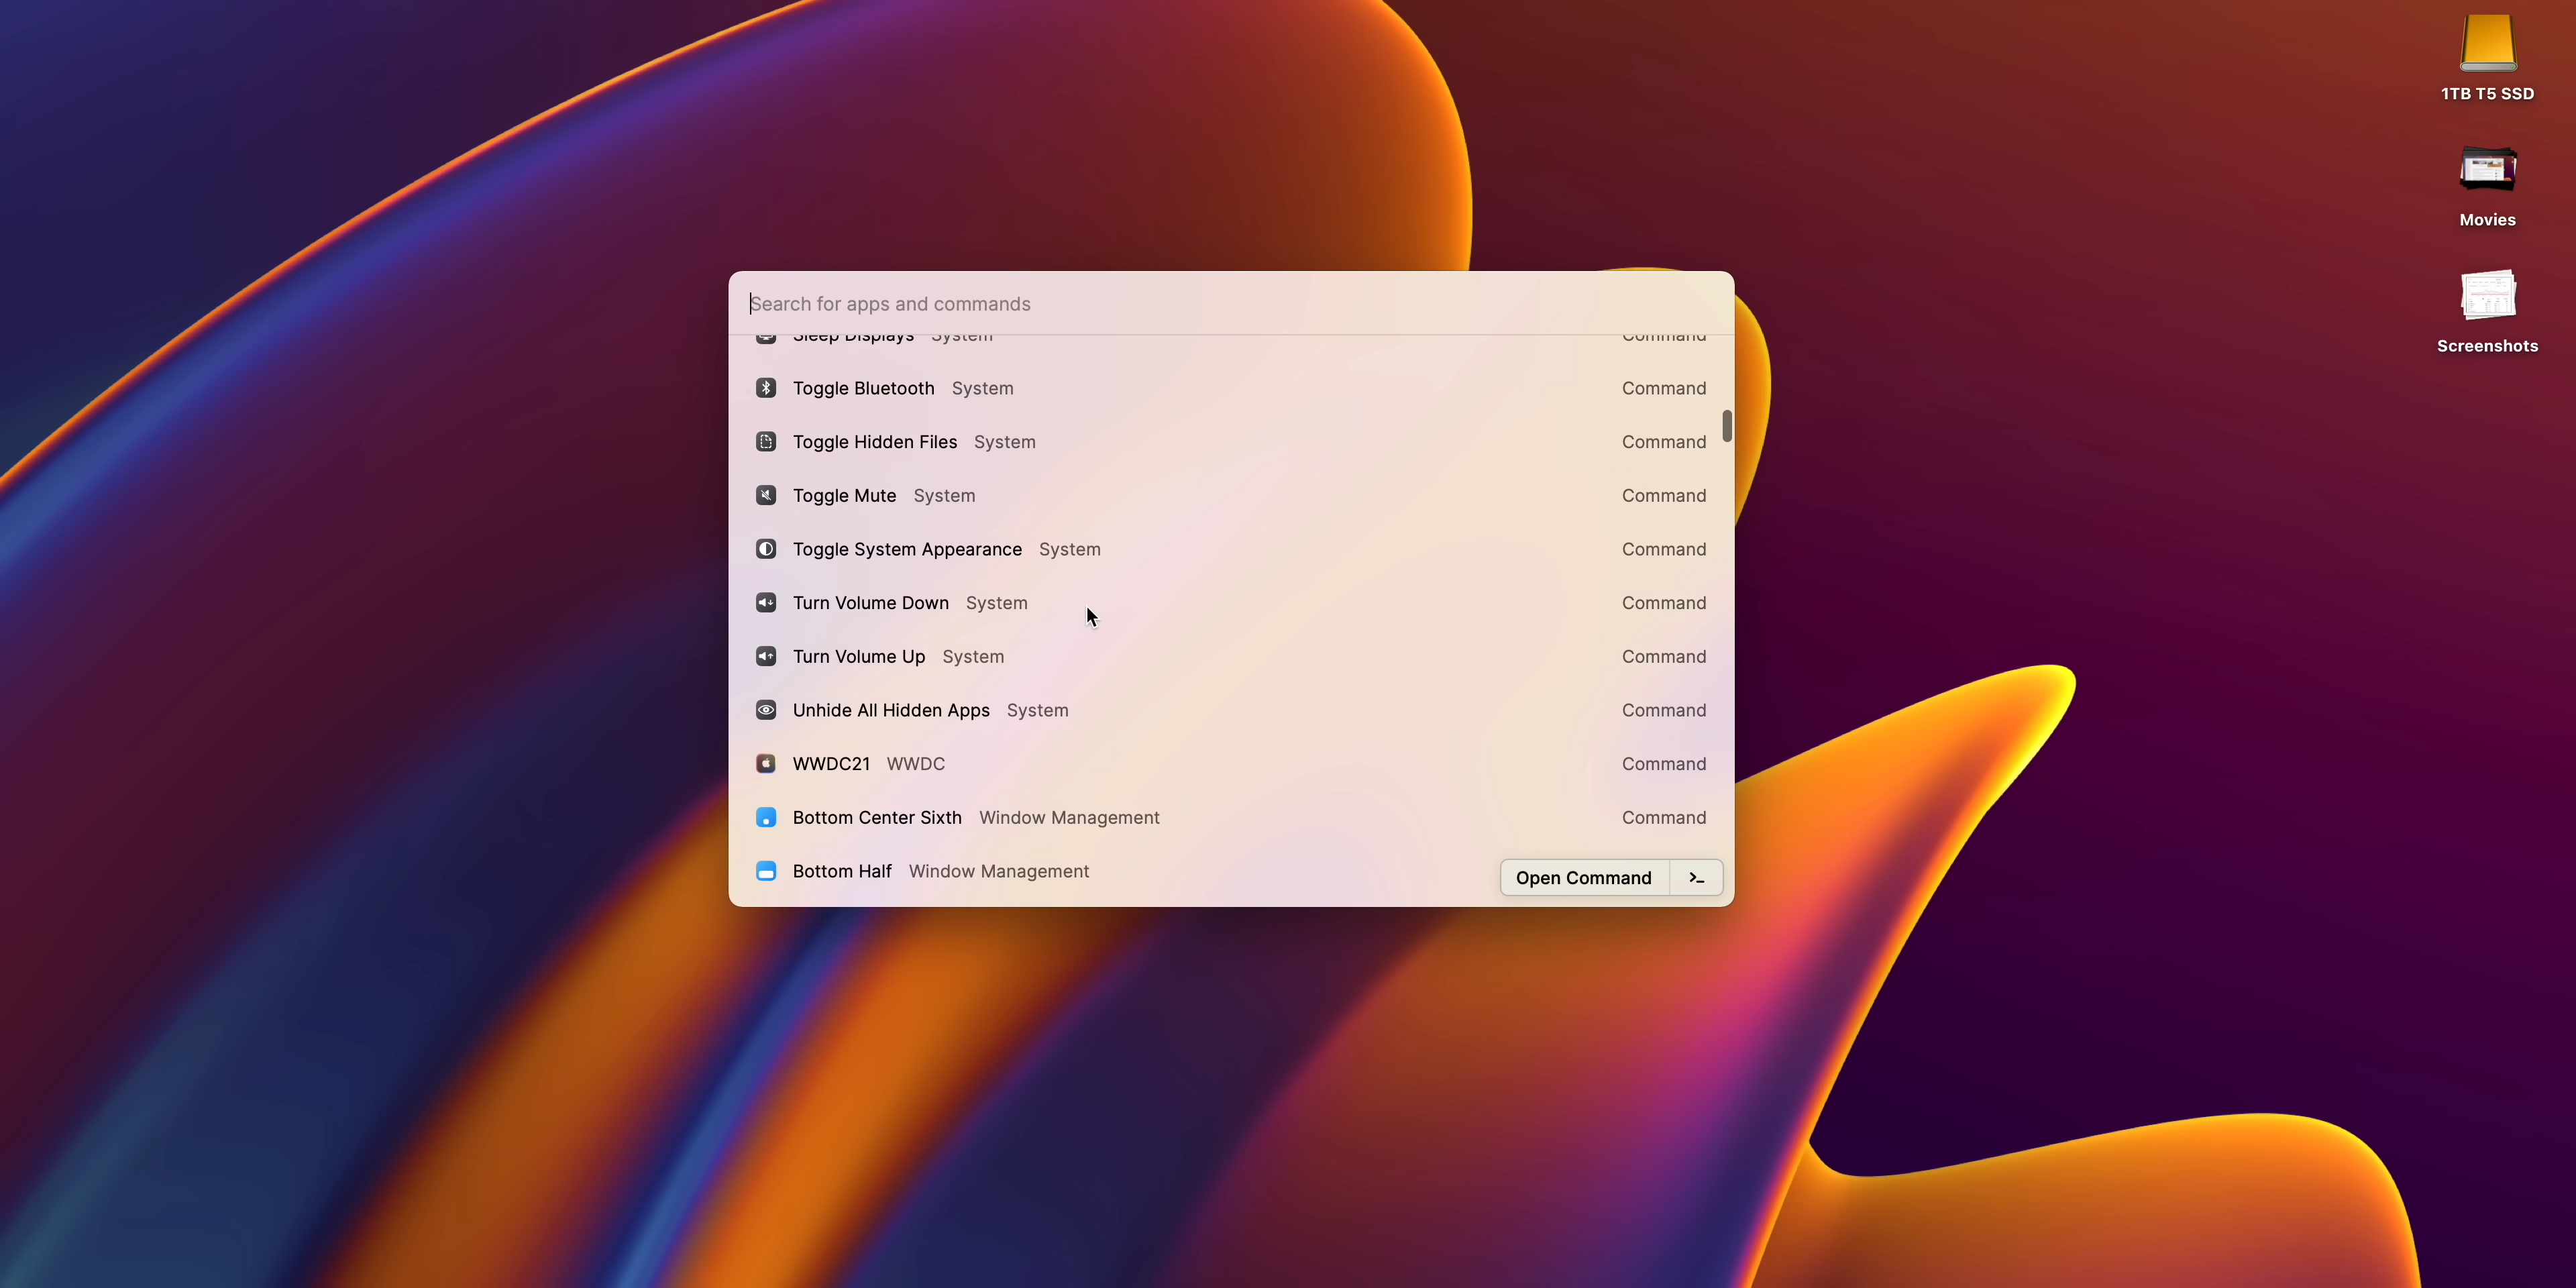 1TB T5 SSD
Movies
Screenshots
Search for apps and commands
Sleep Displays System Command
Toggle Bluetooth System Command
Toggle Hidden Files System Command
Toggle Mute System Command
Toggle System Appearance System Command
Turn Volume Down System Command
Turn Volume Up System Command
Unhide All Hidden Apps System Command
WWDC21 WWDC Command
Bottom Center Sixth Window Management Command
Bottom Half Window Management
Open Command >_